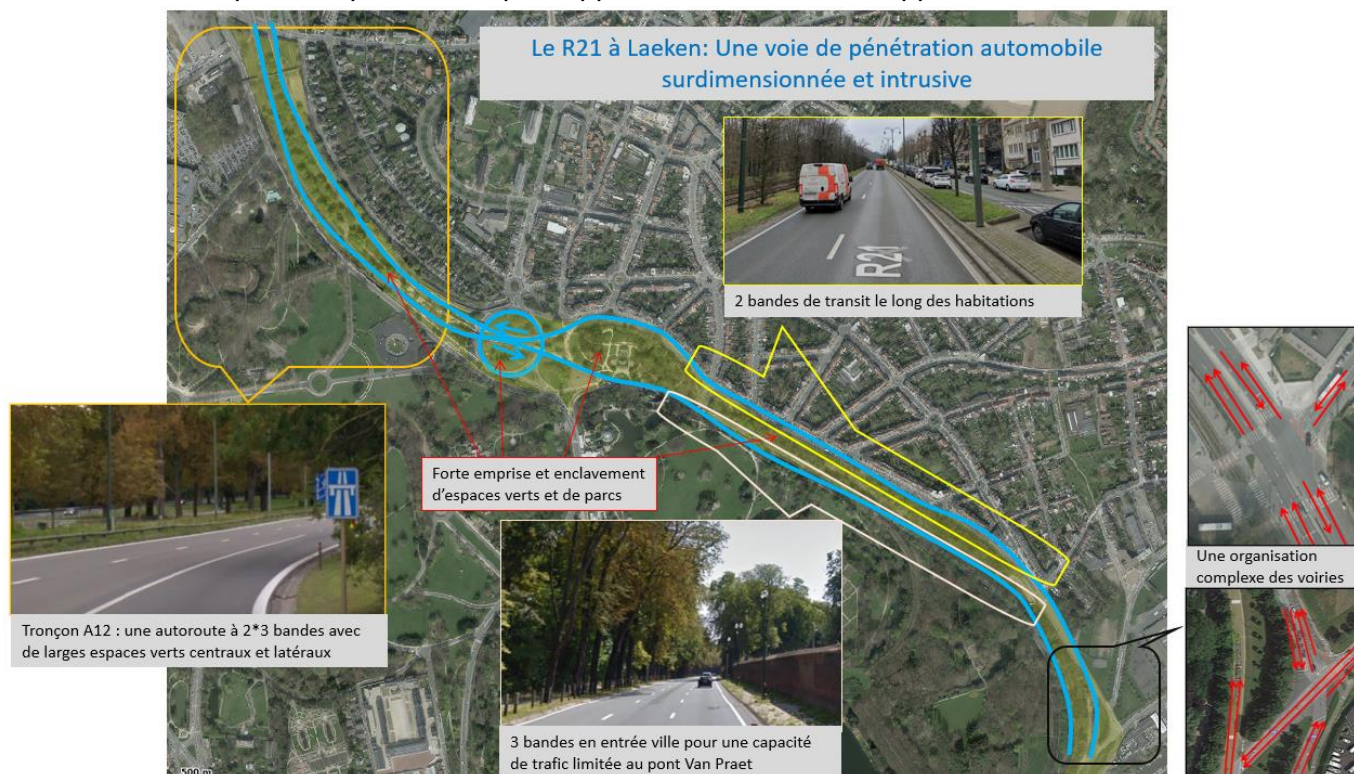 Le R21 à Laeken: Une voie de pénétration automobile
surdimensionnée et intrusive
R21
2 bandes de transit le long des habitations
Forte emprise et enclavement
d'espaces verts et de parcs
Une organisation
complexe des voiries
Tronçon A12 : une autoroute à 2*3 bandes avec
de larges espaces verts centraux et latéraux
3 bandes en entrée ville pour une capacité
de trafic limitée au pont Van Praet
500 m